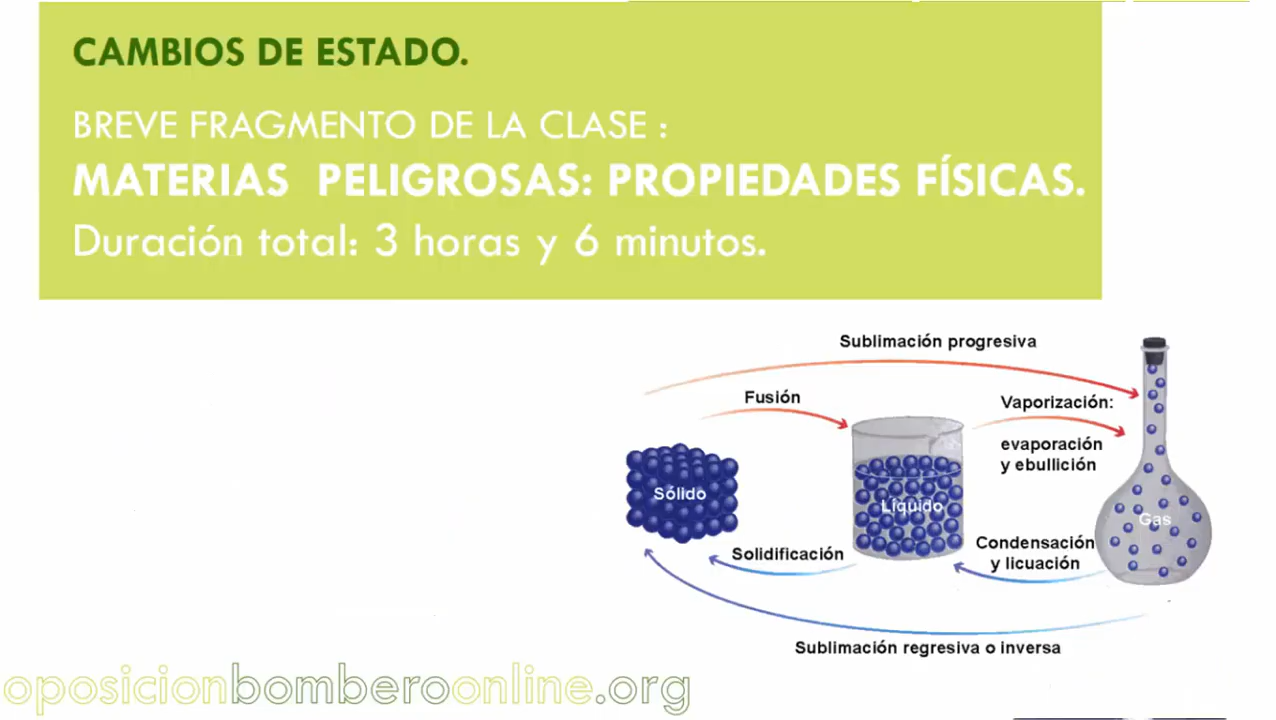 CAMBIOS DE ESTADO.
BREVE FRAGMENTO DE LA CLASE :
MATERIAS PELIGROSAS: PROPIEDADES FÍSICAS.
Duración total: 3 horas y 6 minutos.
Sublimación progresiva
Fusión
Vaporización:
evaporación
y ebullición
Sólido
Líquido
Gas
Solidificación
Condensación
y licuación
Sublimación regresiva o inversa
oposicionbomberoonline.org